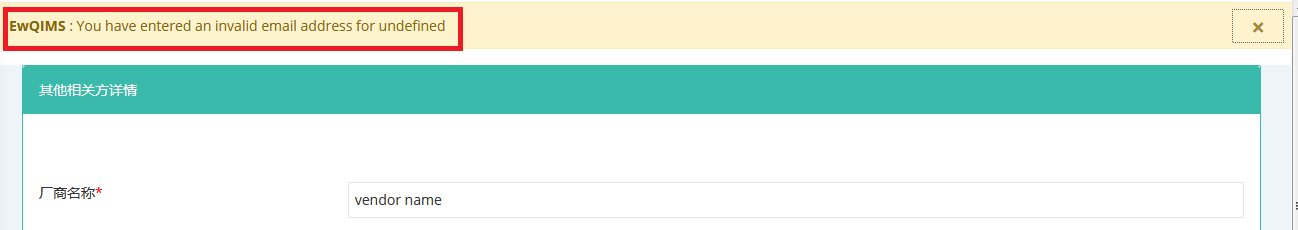 EwQIMS : You have entered an invalid email address for undefined
×
其他相关方详情
厂商名称*
vendor name